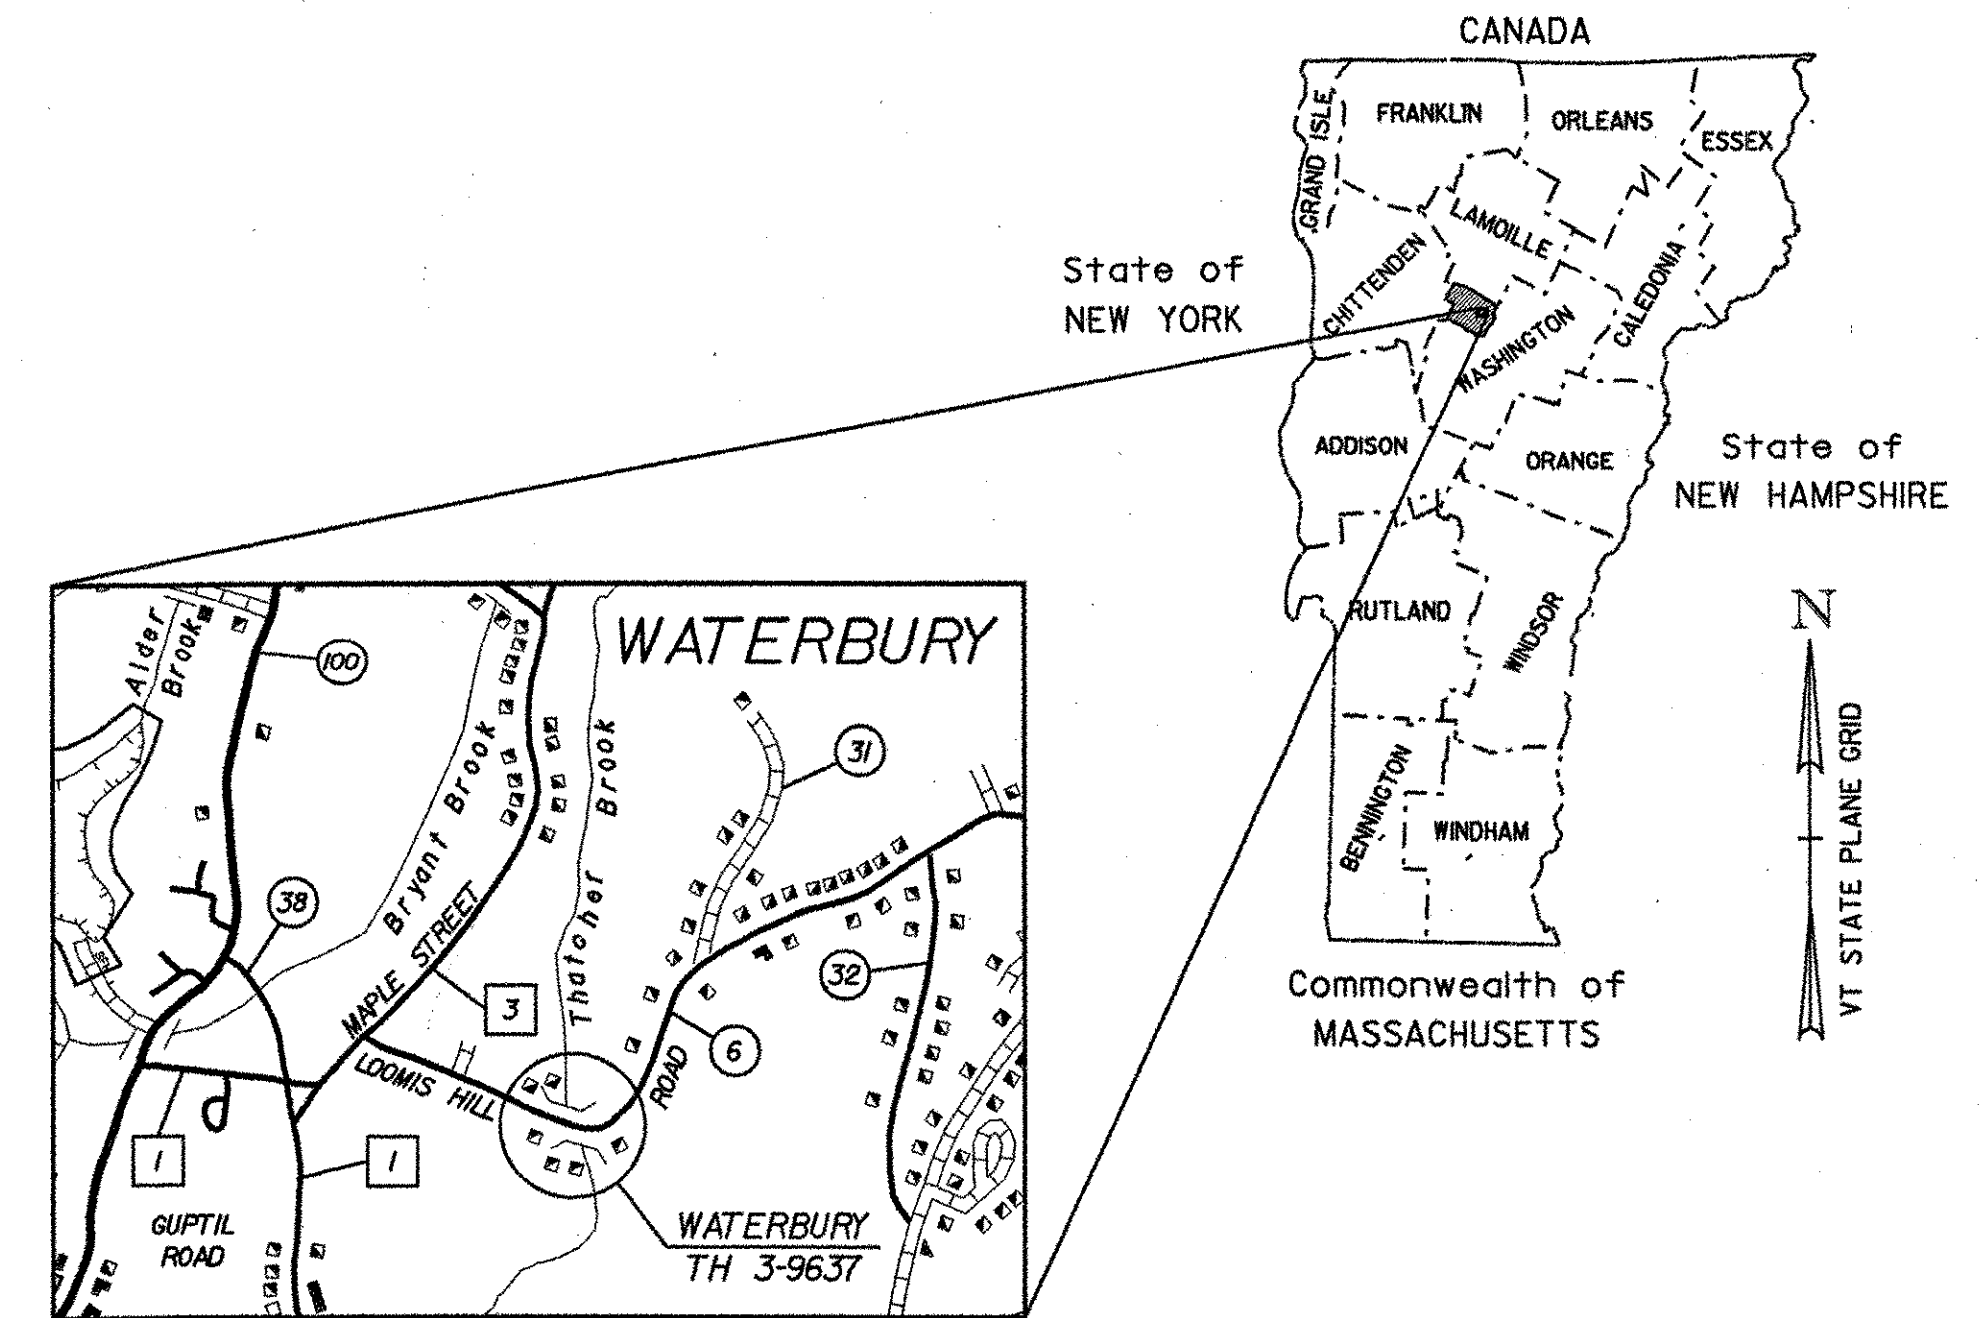 CANADA
FRANKLIN
ORLEANS
ESSEX
GRAND ISLE
LAMOILLE
CHITTENDEN
CALEDONIA
State of
NEW YORK
WASHINGTON
ADDISON
ORANGE
State of
NEW HAMPSHIRE
RUTLAND
WINDSOR
BENNINGTON
WINDHAM
Commonwealth of
MASSACHUSETTS
N
VT STATE PLANE GRID
WATERBURY
Alder
Brook
100
Bryant Brook
Thatcher Brook
31
38
MAPLE STREET
32
3
6
LOOMIS HILL ROAD
1
1
GUPTIL
ROAD
WATERBURY
TH 3-9637